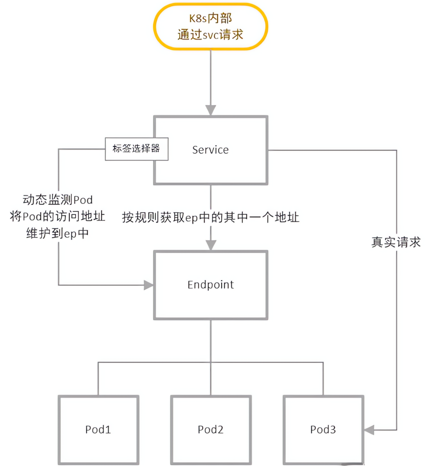 K8s内部
通过svc请求
标签选择器
Service
动态监测Pod
将Pod的访问地址
维护到ep中
按规则获取ep中的其中一个地址
真实请求
Endpoint
Pod1
Pod2
Pod3